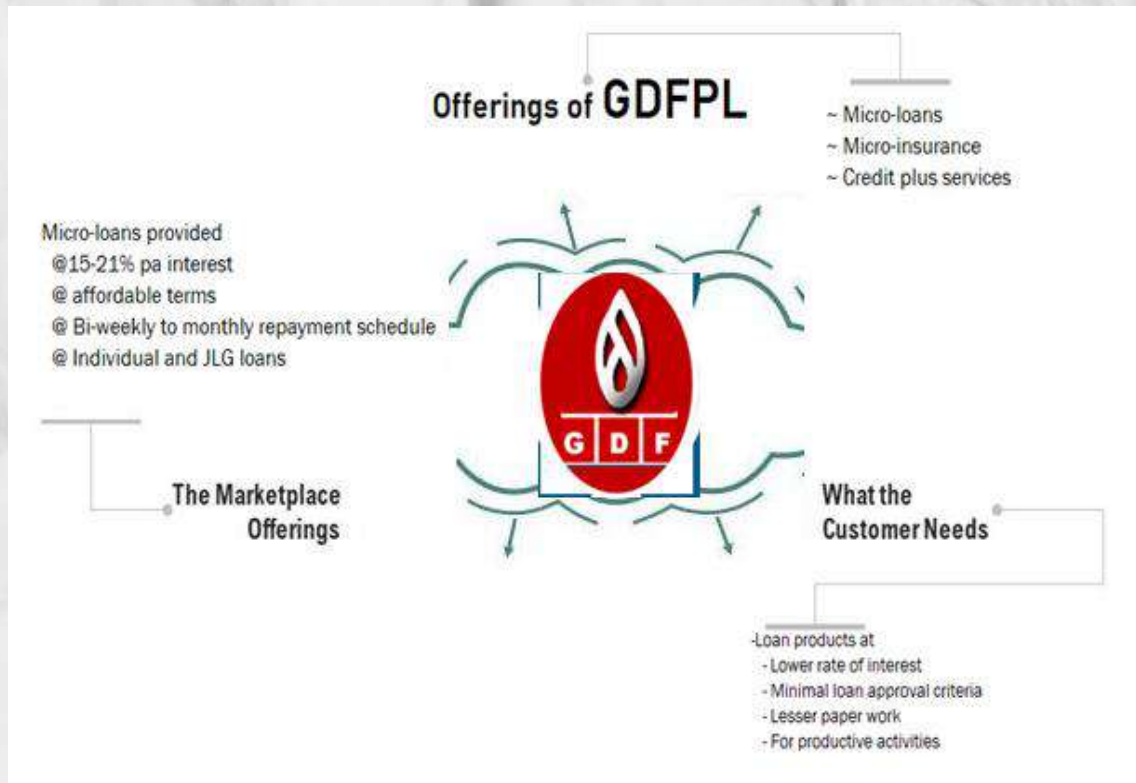 Offerings of GDFPL
~ Micro-loans
~ Micro-insurance
~ Credit plus services
Micro-loans provided
@15-21% pa interest
@ affordable terms
@ Bi-weekly to monthly repayment schedule
@ Individual and JLG loans
G D F
The Marketplace
Offerings
What the
Customer Needs
-Loan products at
- Lower rate of interest
- Minimal loan approval criteria
- Lesser paper work
- For productive activities